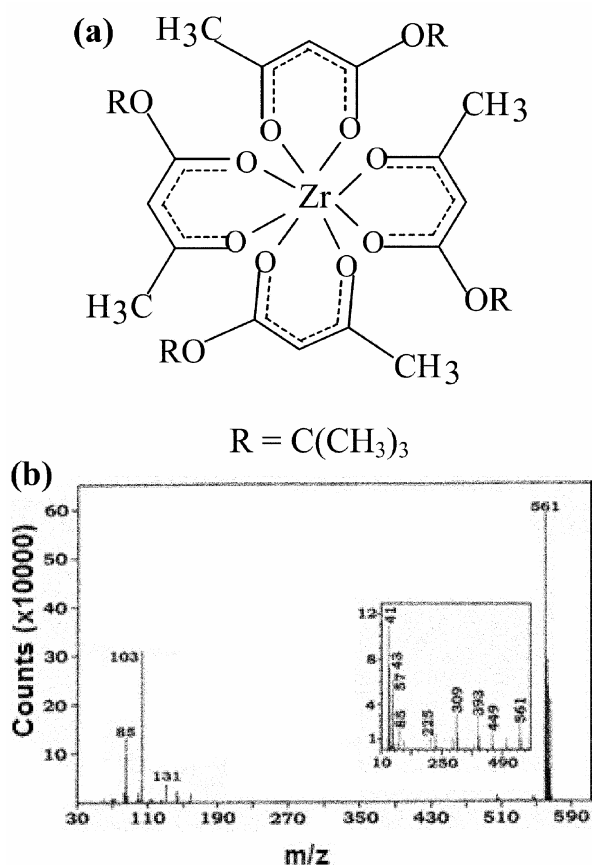 (a)
H3C OR
RO CH3
O O
O O
Zr
O O
O O
H3C OR
RO CH3
R = C(CH3)3
(b)
Counts (x10000)
60
50
40
30
20
10
561
103
85
131
12
8
4
1
41
43
57
85
225
309
393
449
561
10 250 490
30 110 190 270 350 430 510 590
m/z